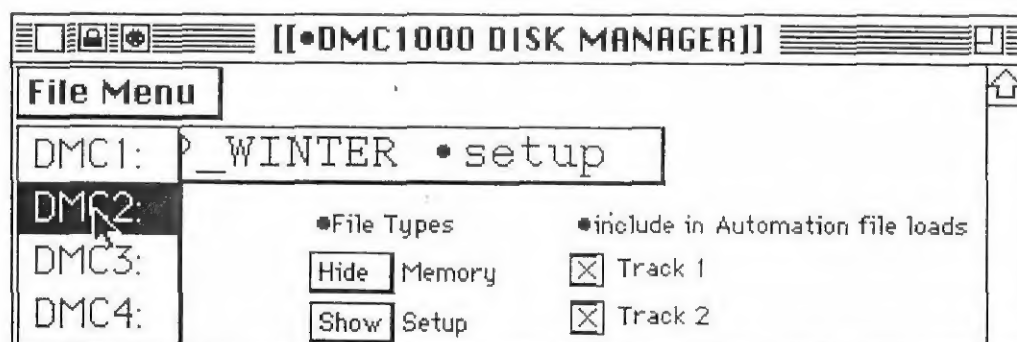 [[•DMC1000 DISK MANAGER]]
File Menu
DMC1: _WINTER •setup
DMC2: •File Types •include in Automation file loads
DMC3: Hide Memory Track 1
DMC4: Show Setup Track 2